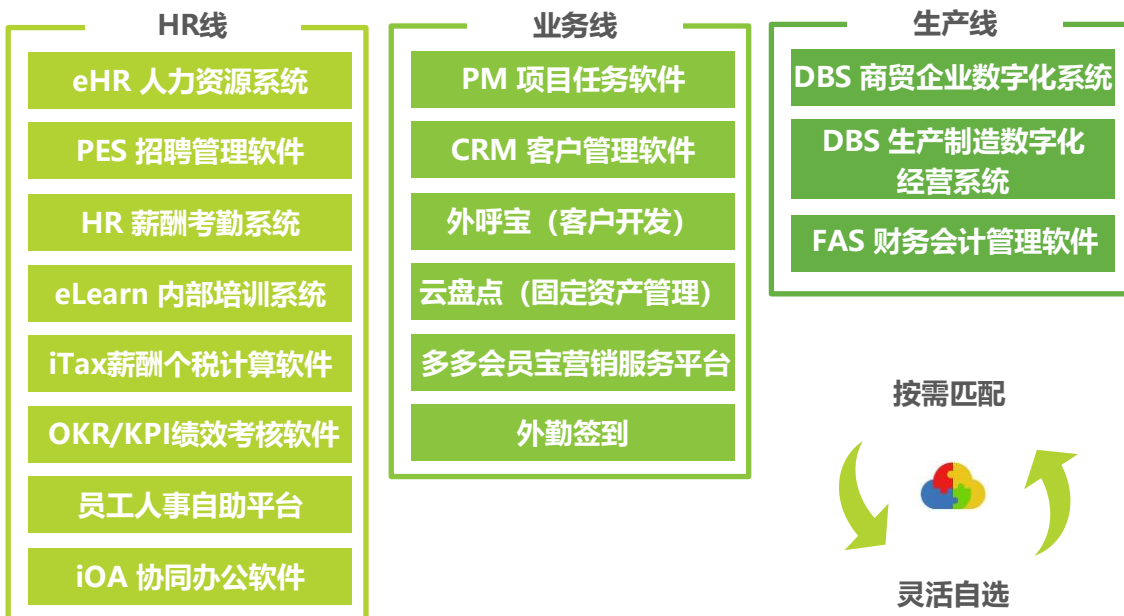 HR线
eHR 人力资源系统
PES 招聘管理软件
HR 薪酬考勤系统
eLearn 内部培训系统
iTax薪酬个税计算软件
OKR/KPI绩效考核软件
员工人事自助平台
iOA 协同办公软件
业务线
PM 项目任务软件
CRM 客户管理软件
外呼宝（客户开发）
云盘点（固定资产管理）
多多会员宝营销服务平台
外勤签到
生产线
DBS 商贸企业数字化系统
DBS 生产制造数字化
经营系统
FAS 财务会计管理软件
按需匹配
灵活自选